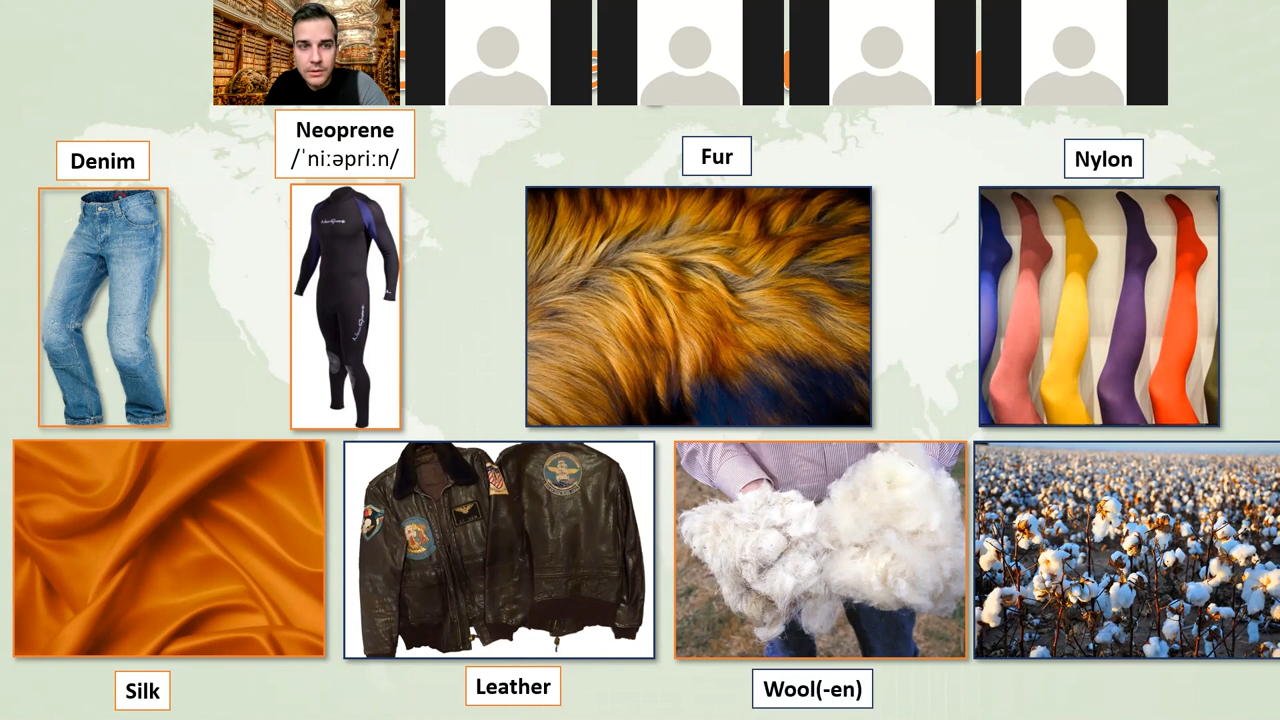 Denim
Neoprene
/ˈniːəpriːn/
Fur
Nylon
Silk
Leather
Wool(-en)